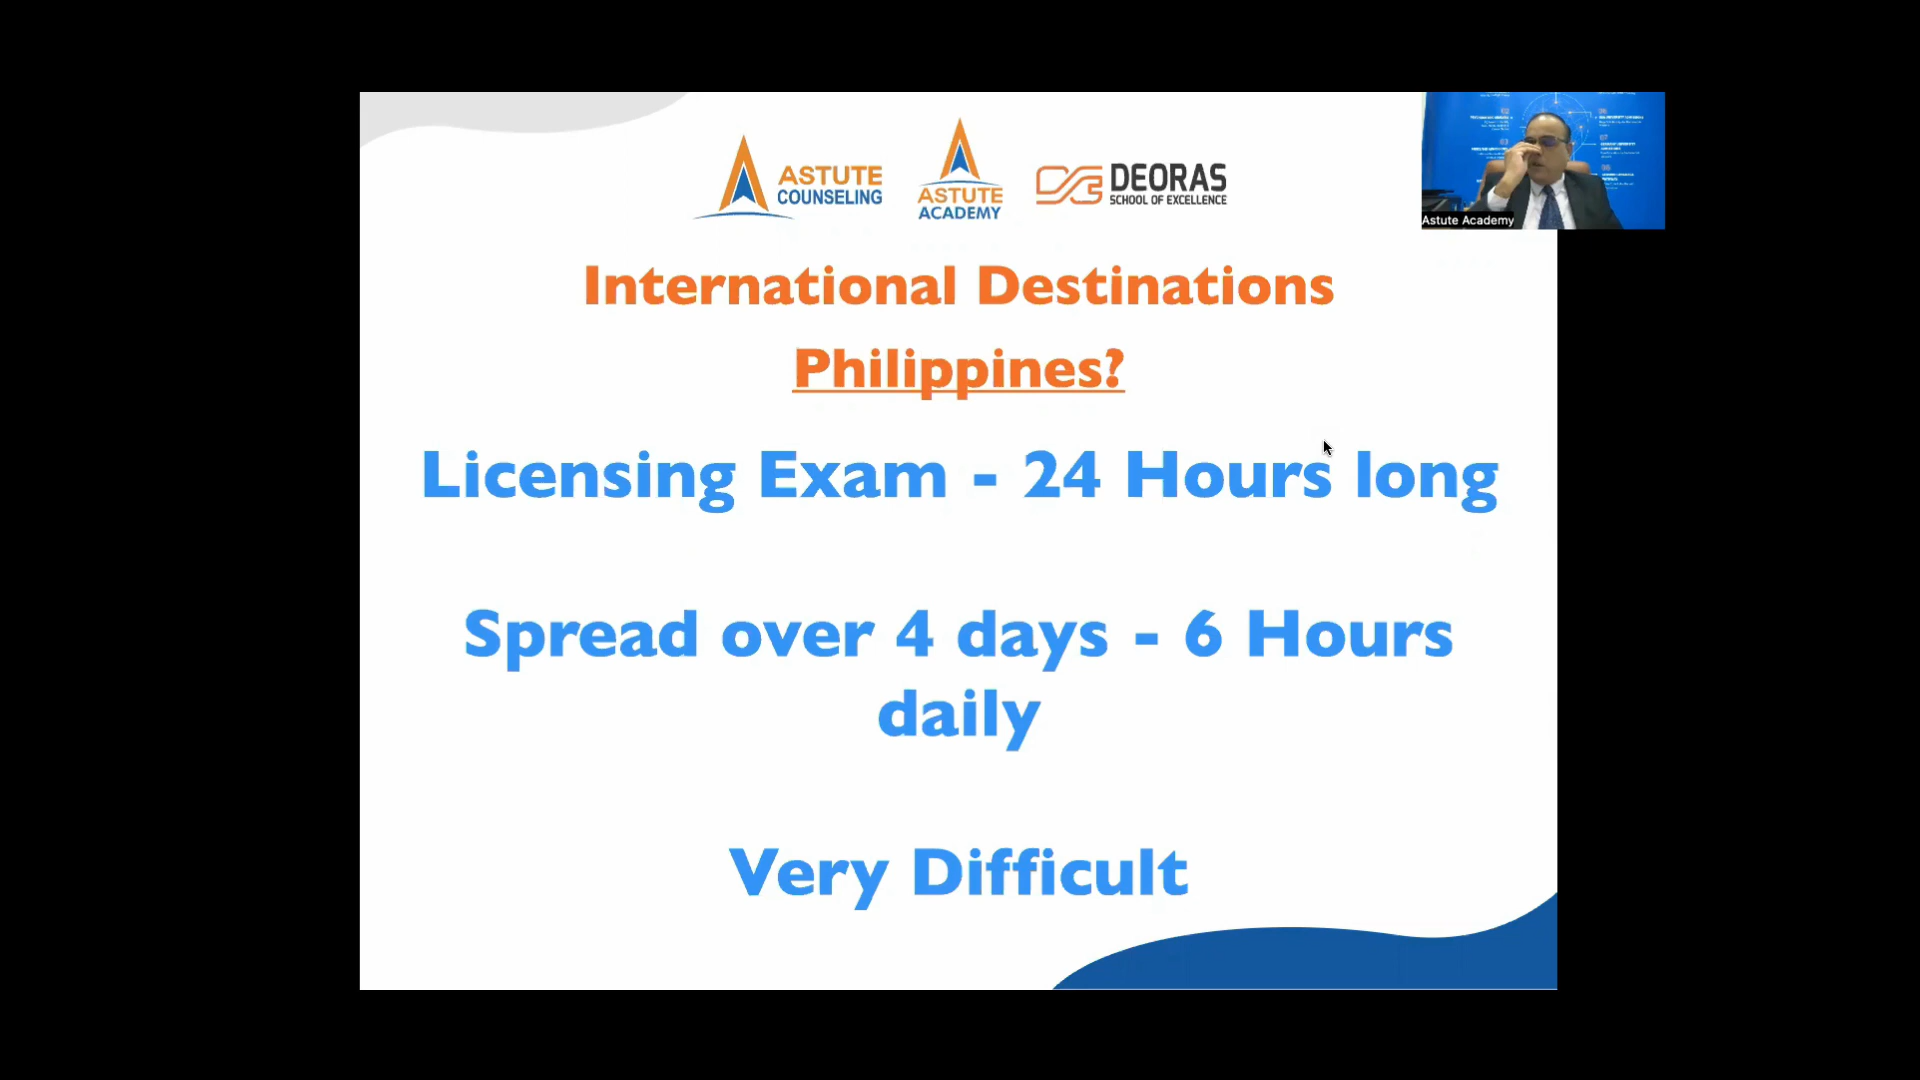 ASTUTE
COUNSELING
ASTUTE
ACADEMY
DEORAS
SCHOOL OF EXCELLENCE
Astute Academy
International Destinations
Philippines?
Licensing Exam - 24 Hours long
Spread over 4 days - 6 Hours
daily
Very Difficult